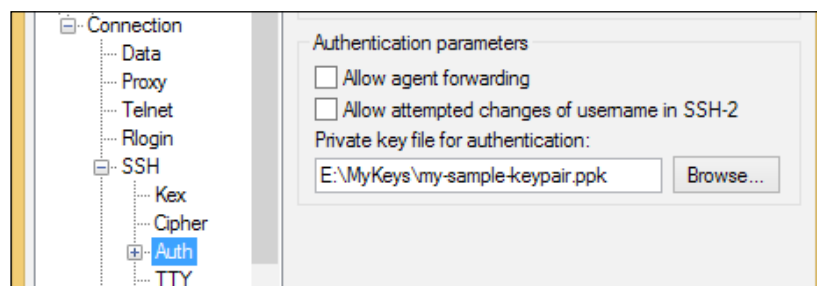 Connection
Data
Proxy
Telnet
Rlogin
SSH
Kex
Cipher
Auth
TTY
Authentication parameters
Allow agent forwarding
Allow attempted changes of username in SSH-2
Private key file for authentication:
E:\MyKeys\my-sample-keypair.ppk
Browse...